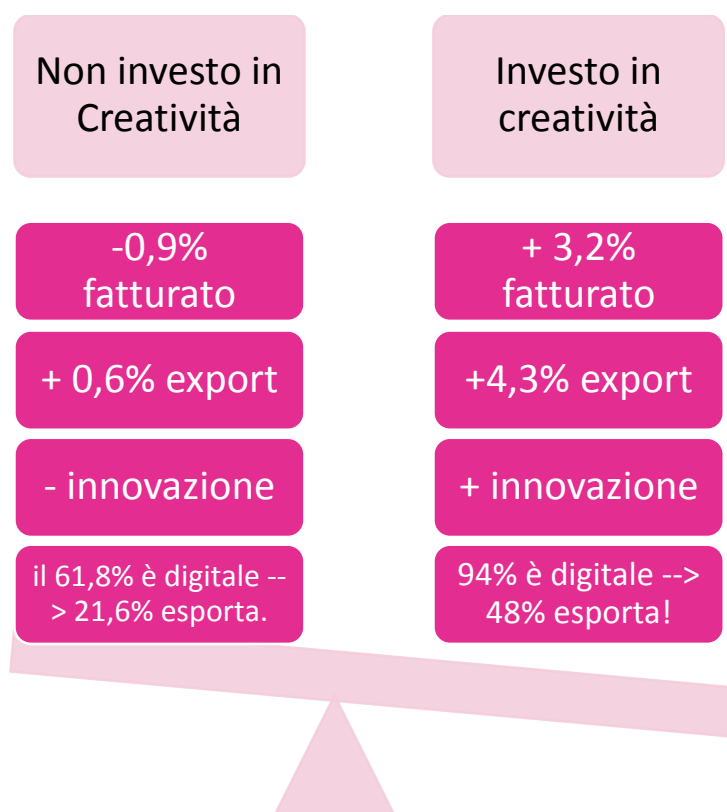 Non investo in
Creatività
-0,9%
fatturato
+ 0,6% export
- innovazione
il 61,8% è digitale --
> 21,6% esporta.
Investo in
creatività
+ 3,2%
fatturato
+4,3% export
+ innovazione
94% è digitale -->
48% esporta!